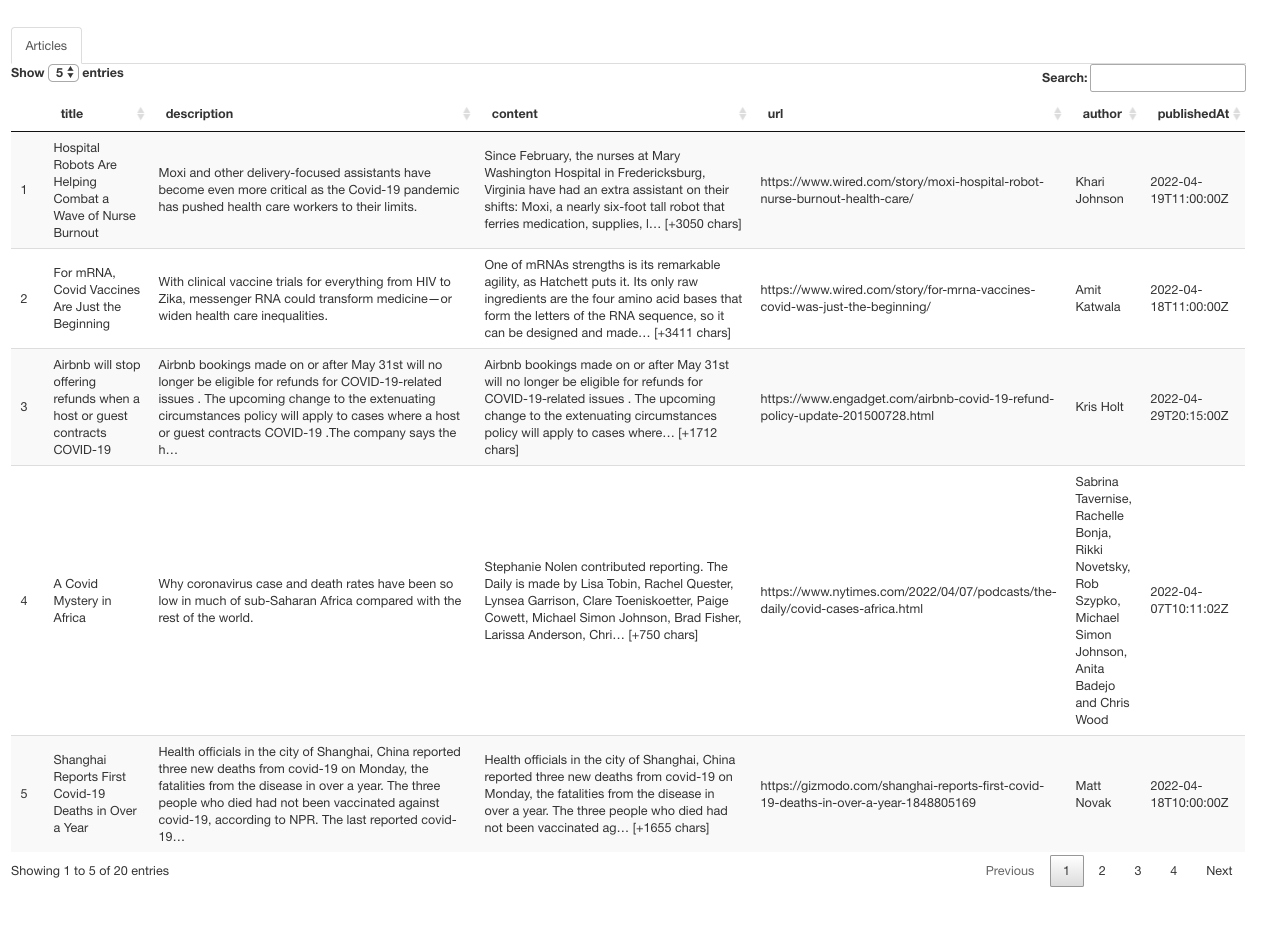 Articles
Show 5 entries
Search:
title description content url author publishedAt
1
Hospital
Robots Are
Helping
Combat a
Wave of Nurse
Burnout
Moxi and other delivery-focused assistants have
become even more critical as the Covid-19 pandemic
has pushed health care workers to their limits.
Since February, the nurses at Mary
Washington Hospital in Fredericksburg,
Virginia have had an extra assistant on their
shifts: Moxi, a nearly six-foot tall robot that
ferries medication, supplies, l… [+3050 chars]
https://www.wired.com/story/moxi-hospital-robot-
nurse-burnout-health-care/
Khari
Johnson
2022-04-
19T11:00:00Z
2
For mRNA,
Covid Vaccines
Are Just the
Beginning
With clinical vaccine trials for everything from HIV to
Zika, messenger RNA could transform medicine—or
widen health care inequalities.
One of mRNAs strengths is its remarkable
agility, as Hatchett puts it. Its only raw
ingredients are the four amino acid bases that
form the letters of the RNA sequence, so it
can be designed and made… [+3411 chars]
https://www.wired.com/story/for-mrna-vaccines-
covid-was-just-the-beginning/
Amit
Katwala
2022-04-
18T11:00:00Z
3
Airbnb will stop
offering
refunds when a
host or guest
contracts
COVID-19
Airbnb bookings made on or after May 31st will no
longer be eligible for refunds for COVID-19-related
issues . The upcoming change to the extenuating
circumstances policy will apply to cases where a host
or guest contracts COVID-19 .The company says the
h…
Airbnb bookings made on or after May 31st
will no longer be eligible for refunds for
COVID-19-related issues . The upcoming
change to the extenuating circumstances
policy will apply to cases where… [+1712
chars]
https://www.engadget.com/airbnb-covid-19-refund-
policy-update-201500728.html
Kris Holt
2022-04-
29T20:15:00Z
4
A Covid
Mystery in
Africa
Why coronavirus case and death rates have been so
low in much of sub-Saharan Africa compared with the
rest of the world.
Stephanie Nolen contributed reporting. The
Daily is made by Lisa Tobin, Rachel Quester,
Lynsea Garrison, Clare Toeniskoetter, Paige
Cowett, Michael Simon Johnson, Brad Fisher,
Larissa Anderson, Chri… [+750 chars]
https://www.nytimes.com/2022/04/07/podcasts/the-
daily/covid-cases-africa.html
Sabrina
Tavernise,
Rachelle
Bonja,
Rikki
Novetsky,
Rob
Szypko,
Michael
Simon
Johnson,
Anita
Badejo
and Chris
Wood
2022-04-
07T10:11:02Z
5
Shanghai
Reports First
Covid-19
Deaths in Over
a Year
Health officials in the city of Shanghai, China reported
three new deaths from covid-19 on Monday, the
fatalities from the disease in over a year. The three
people who died had not been vaccinated against
covid-19, according to NPR. The last reported covid-
19…
Health officials in the city of Shanghai, China
reported three new deaths from covid-19 on
Monday, the fatalities from the disease in
over a year. The three people who died had
not been vaccinated ag… [+1655 chars]
https://gizmodo.com/shanghai-reports-first-covid-
19-deaths-in-over-a-year-1848805169
Matt
Novak
2022-04-
18T10:00:00Z
Showing 1 to 5 of 20 entries
Previous 1 2 3 4 Next